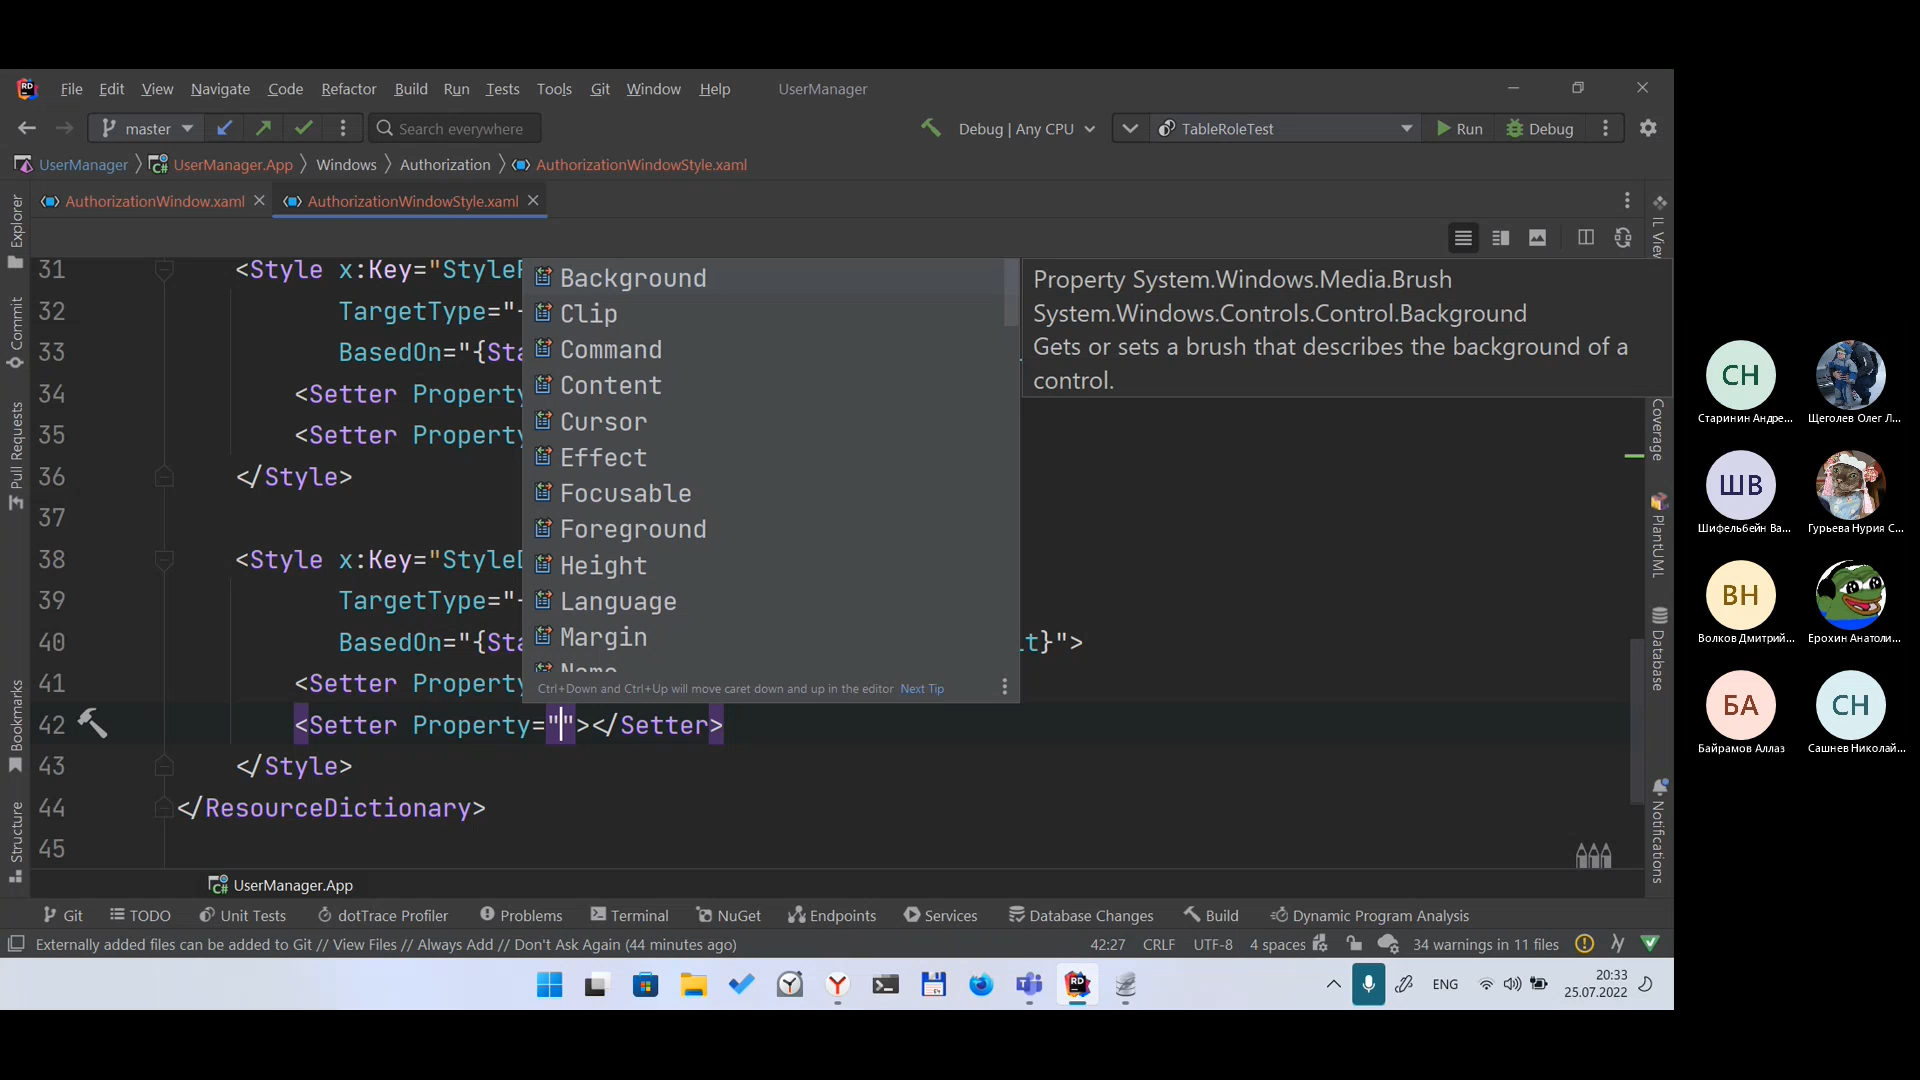 File Edit View Navigate Code Refactor Build Run Tests Tools Git Window Help UserManager
master Search everywhere Debug | Any CPU TableRoleTest Run Debug
UserManager UserManager.App Windows Authorization AuthorizationWindowStyle.xaml
AuthorizationWindow.xaml AuthorizationWindowStyle.xaml
Explorer
Commit
Pull Requests
Bookmarks
Structure
31 <Style x:Key="Style
32 TargetType="
33 BasedOn="{Sta
34 <Setter Property
35 <Setter Property
36 </Style>
37
38 <Style x:Key="Style
39 TargetType="
40 BasedOn="{Sta t}">
41 <Setter Property
42 <Setter Property=""></Setter>
43 </Style>
44 </ResourceDictionary>
45
Background
Clip
Command
Content
Cursor
Effect
Focusable
Foreground
Height
Language
Margin
Name
Ctrl+Down and Ctrl+Up will move caret down and up in the editor Next Tip
Property System.Windows.Media.Brush
System.Windows.Controls.Control.Background
Gets or sets a brush that describes the background of a
control.
IL View
Coverage
PlantUML
Database
Notifications
UserManager.App
Git TODO Unit Tests dotTrace Profiler Problems Terminal NuGet Endpoints Services Database Changes Build Dynamic Program Analysis
Externally added files can be added to Git // View Files // Always Add // Don't Ask Again (44 minutes ago) 42:27 CRLF UTF-8 4 spaces 34 warnings in 11 files
ENG 20:33
25.07.2022
СН
Старинин Андре... Щеголев Олег Л...
ШВ
Шифельбейн Ва... Гурьева Нурия С...
ВН
Волков Дмитрий... Ерохин Анатоли...
БА СН
Байрамов Аллаз Сашнев Николай...